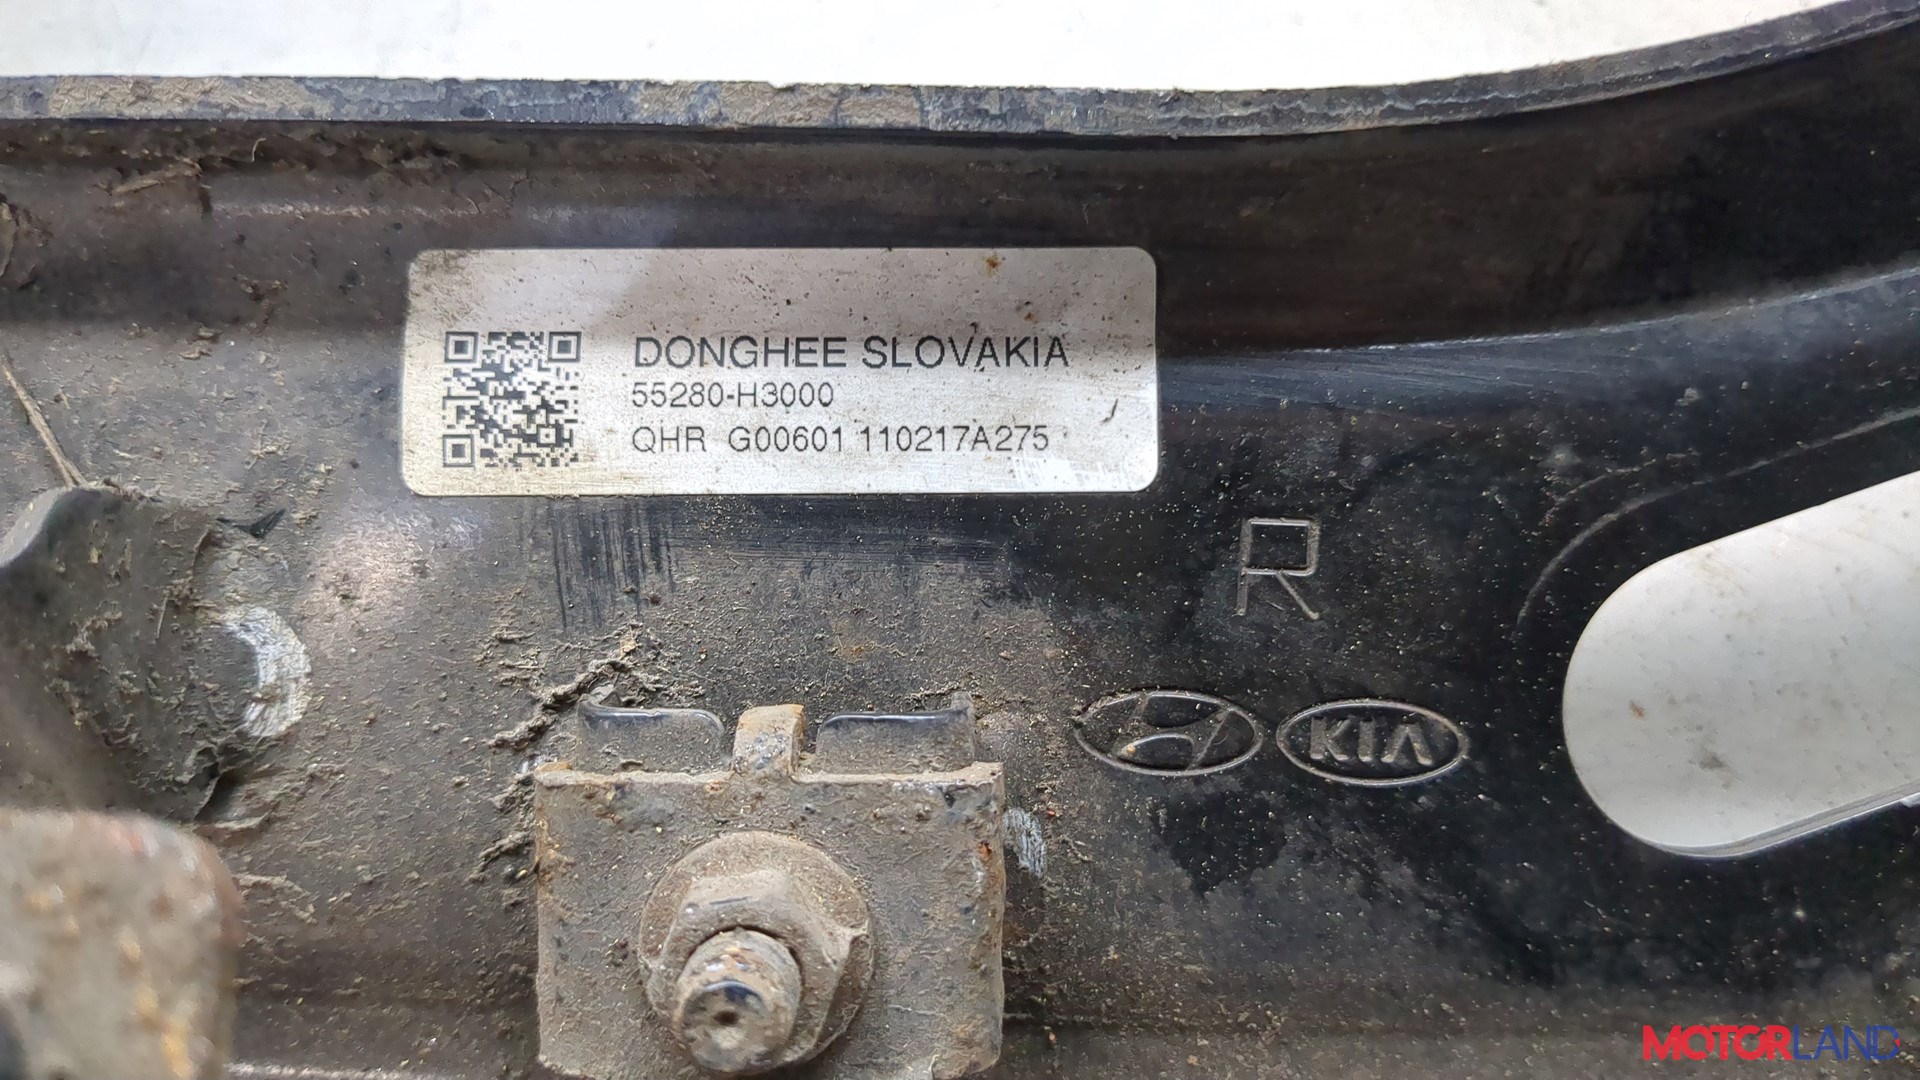 DONGHEE SLOVAKIA
55280-H3000
QHR G00601 110217A275
R
KIA
MOTORLAND